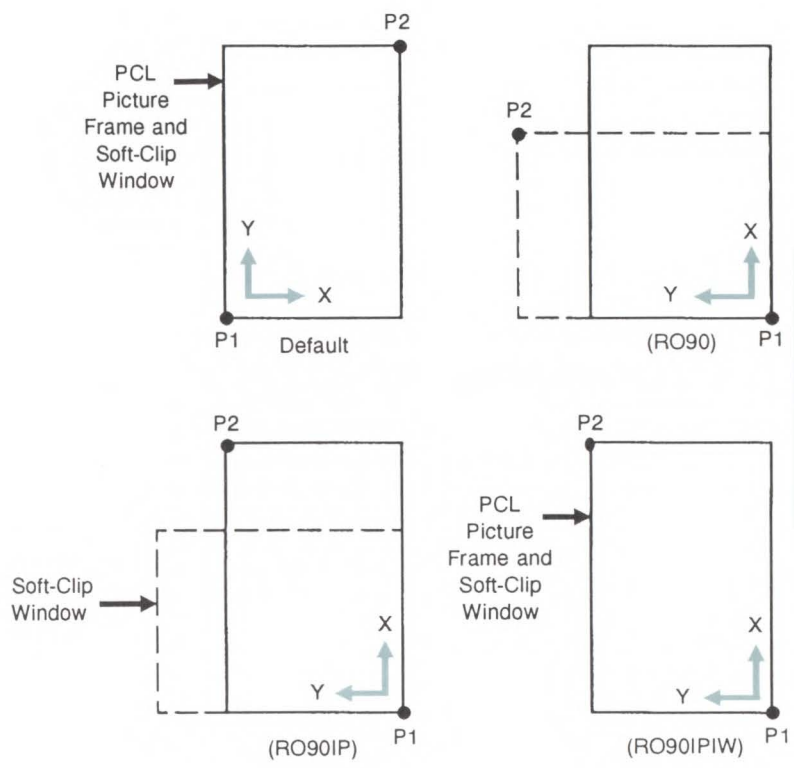 P2
PCL
Picture
Frame and
Soft-Clip
Window
Y
X
P1
Default
P2
X
Y
P1
(RO90)
P2
Soft-Clip
Window
X
Y
P1
(RO90IP)
P2
PCL
Picture
Frame and
Soft-Clip
Window
X
Y
P1
(RO90IPIW)